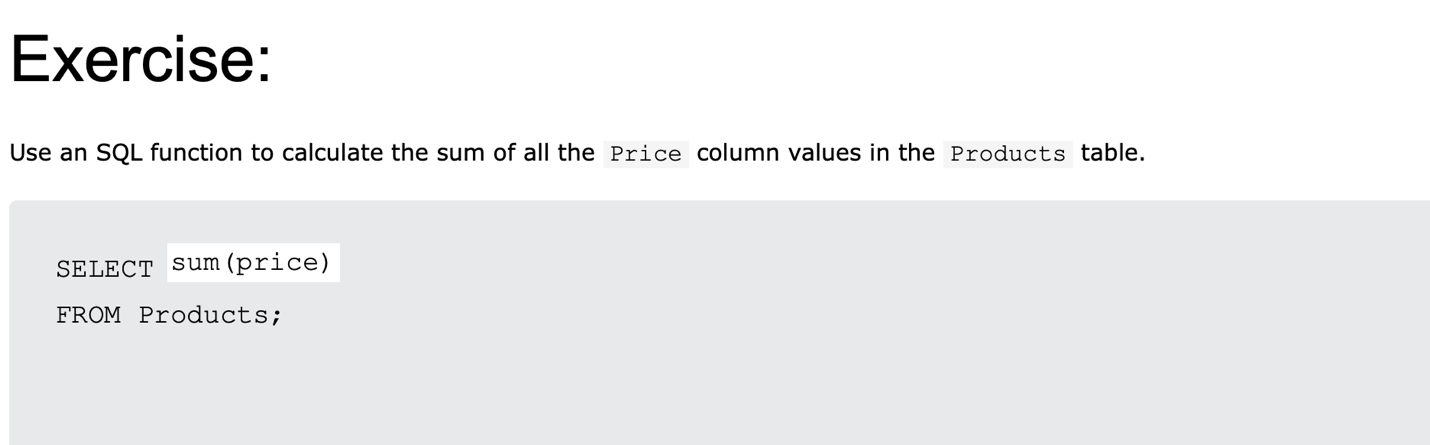 Exercise:
Use an SQL function to calculate the sum of all the Price column values in the Products table.
SELECT sum(price)
FROM Products;